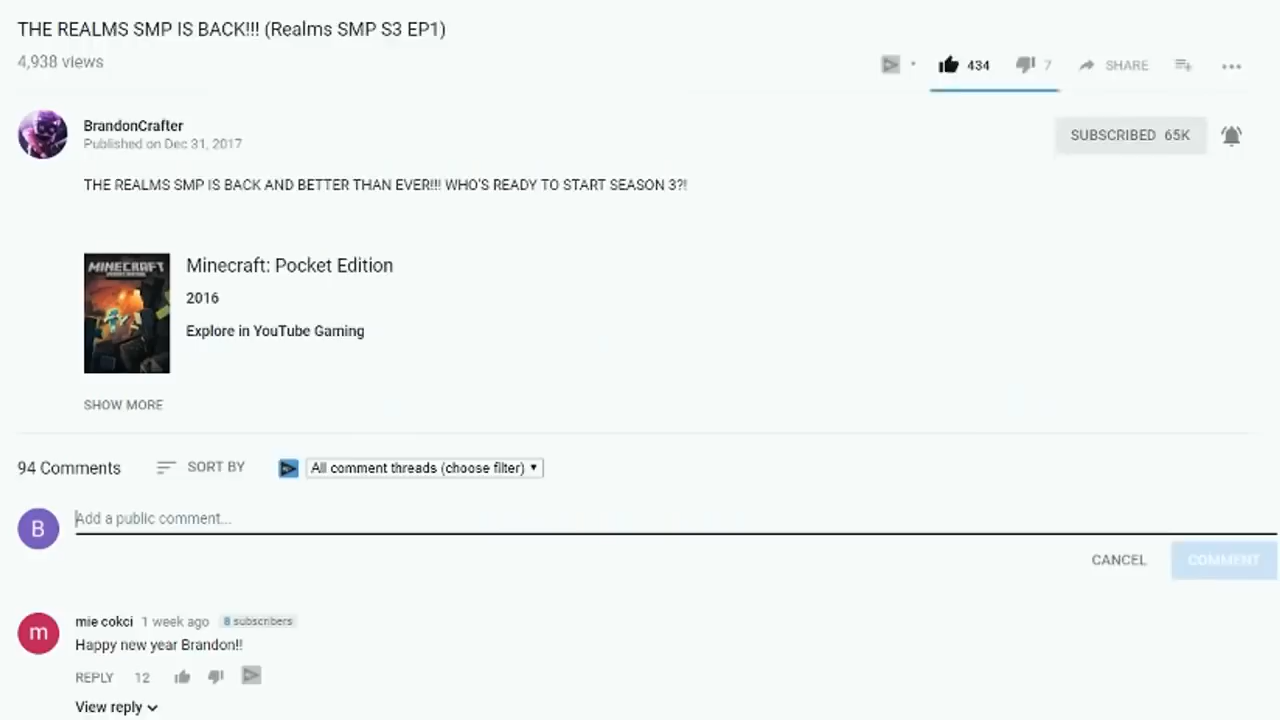 THE REALMS SMP IS BACK!!! (Realms SMP S3 EP1)
4,938 views
434
7
SHARE
BrandonCrafter
Published on Dec 31, 2017
SUBSCRIBED 65K
THE REALMS SMP IS BACK AND BETTER THAN EVER!!! WHO'S READY TO START SEASON 3?!
MINECRAFT
Minecraft: Pocket Edition
2016
Explore in YouTube Gaming
SHOW MORE
94 Comments
SORT BY
All comment threads (choose filter)
B
Add a public comment...
CANCEL
COMMENT
m
mie cokci 1 week ago 8 subscribers
Happy new year Brandon!!
REPLY 12
View reply